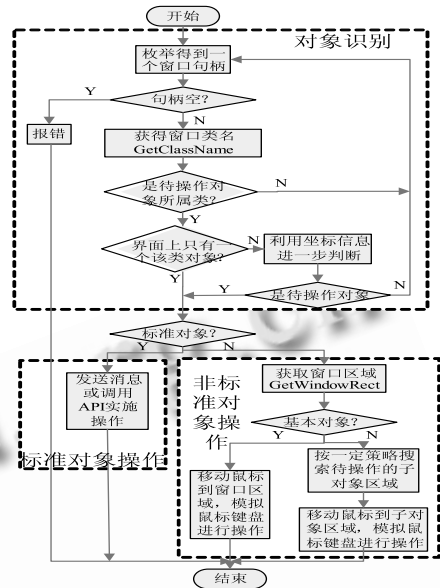 开始
对象识别
枚举得到一
个窗口句柄
Y
句柄空?
N
报错
获得窗口类名
GetClassName
是待操作对
象所属类?
N
Y
界面上只有一
个该类对象?
N
利用坐标信息
进一步判断
Y
Y
是待操作对象
N
标准对象?
Y
N
发送消息
或调用
API实施
操作
标准对象操作
非标
准对
象操
作
获取窗口区域
GetWindowRect
基本对象?
Y
N
移动鼠标
到窗口区
域，模拟
鼠标键盘
进行操作
按一定策略搜
索待操作的子
对象区域
移动鼠标到子对
象区域，模拟鼠
标键盘进行操作
结束